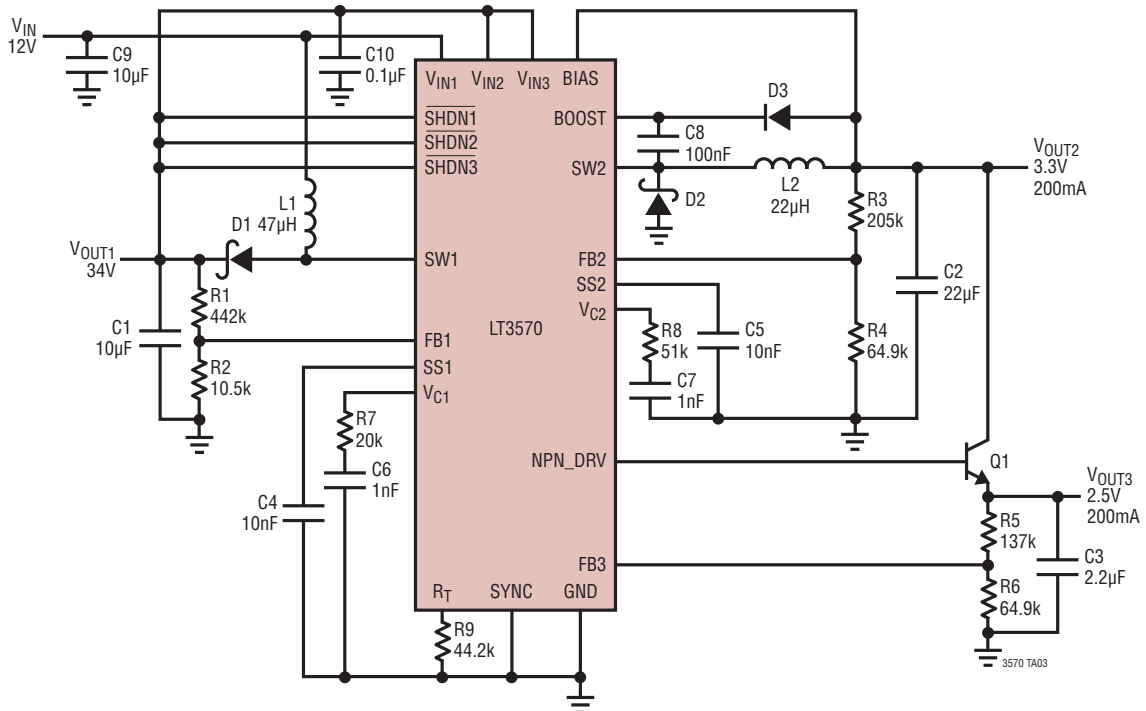 VIN
12V
C9
10µF
C10
0.1µF
VIN1 VIN2 VIN3 BIAS
SHDN1
SHDN2
SHDN3
BOOST
SW2
D3
C8
100nF
D2
L2
22µH
VOUT2
3.3V
200mA
L1
47µH
D1
VOUT1
34V
SW1
FB2
SS2
VC2
R3
205k
C2
22µF
R1
442k
C1
10µF
R2
10.5k
FB1
SS1
VC1
LT3570
R8
51k
C5
10nF
C7
1nF
R4
64.9k
R7
20k
C6
1nF
C4
10nF
NPN_DRV
Q1
VOUT3
2.5V
200mA
R5
137k
C3
2.2µF
FB3
R6
64.9k
RT SYNC GND
R9
44.2k
3570 TA03